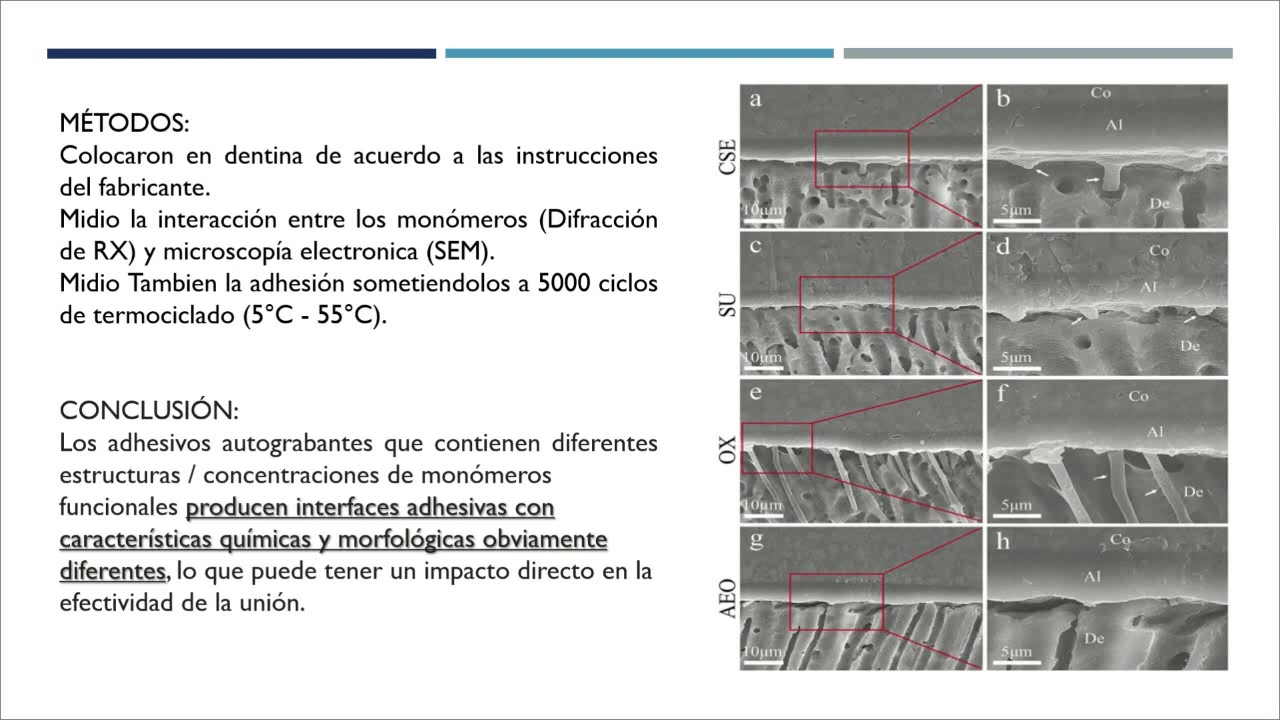 MÉTODOS:
Colocaron en dentina de acuerdo a las instrucciones
del fabricante.
Midio la interacción entre los monómeros (Difracción
de RX) y microscopía electronica (SEM).
Midio Tambien la adhesión sometiendolos a 5000 ciclos
de termociclado (5°C - 55°C).
CONCLUSIÓN:
Los adhesivos autograbantes que contienen diferentes
estructuras / concentraciones de monómeros
funcionales producen interfaces adhesivas con
características químicas y morfológicas obviamente
diferentes, lo que puede tener un impacto directo en la
efectividad de la unión.
CSE
a
10μm
b
Co
Al
De
5μm
SU
c
10μm
d
Co
Al
De
5μm
OX
e
10μm
f
Co
Al
De
5μm
AEO
g
10μm
h
Co
Al
De
5μm